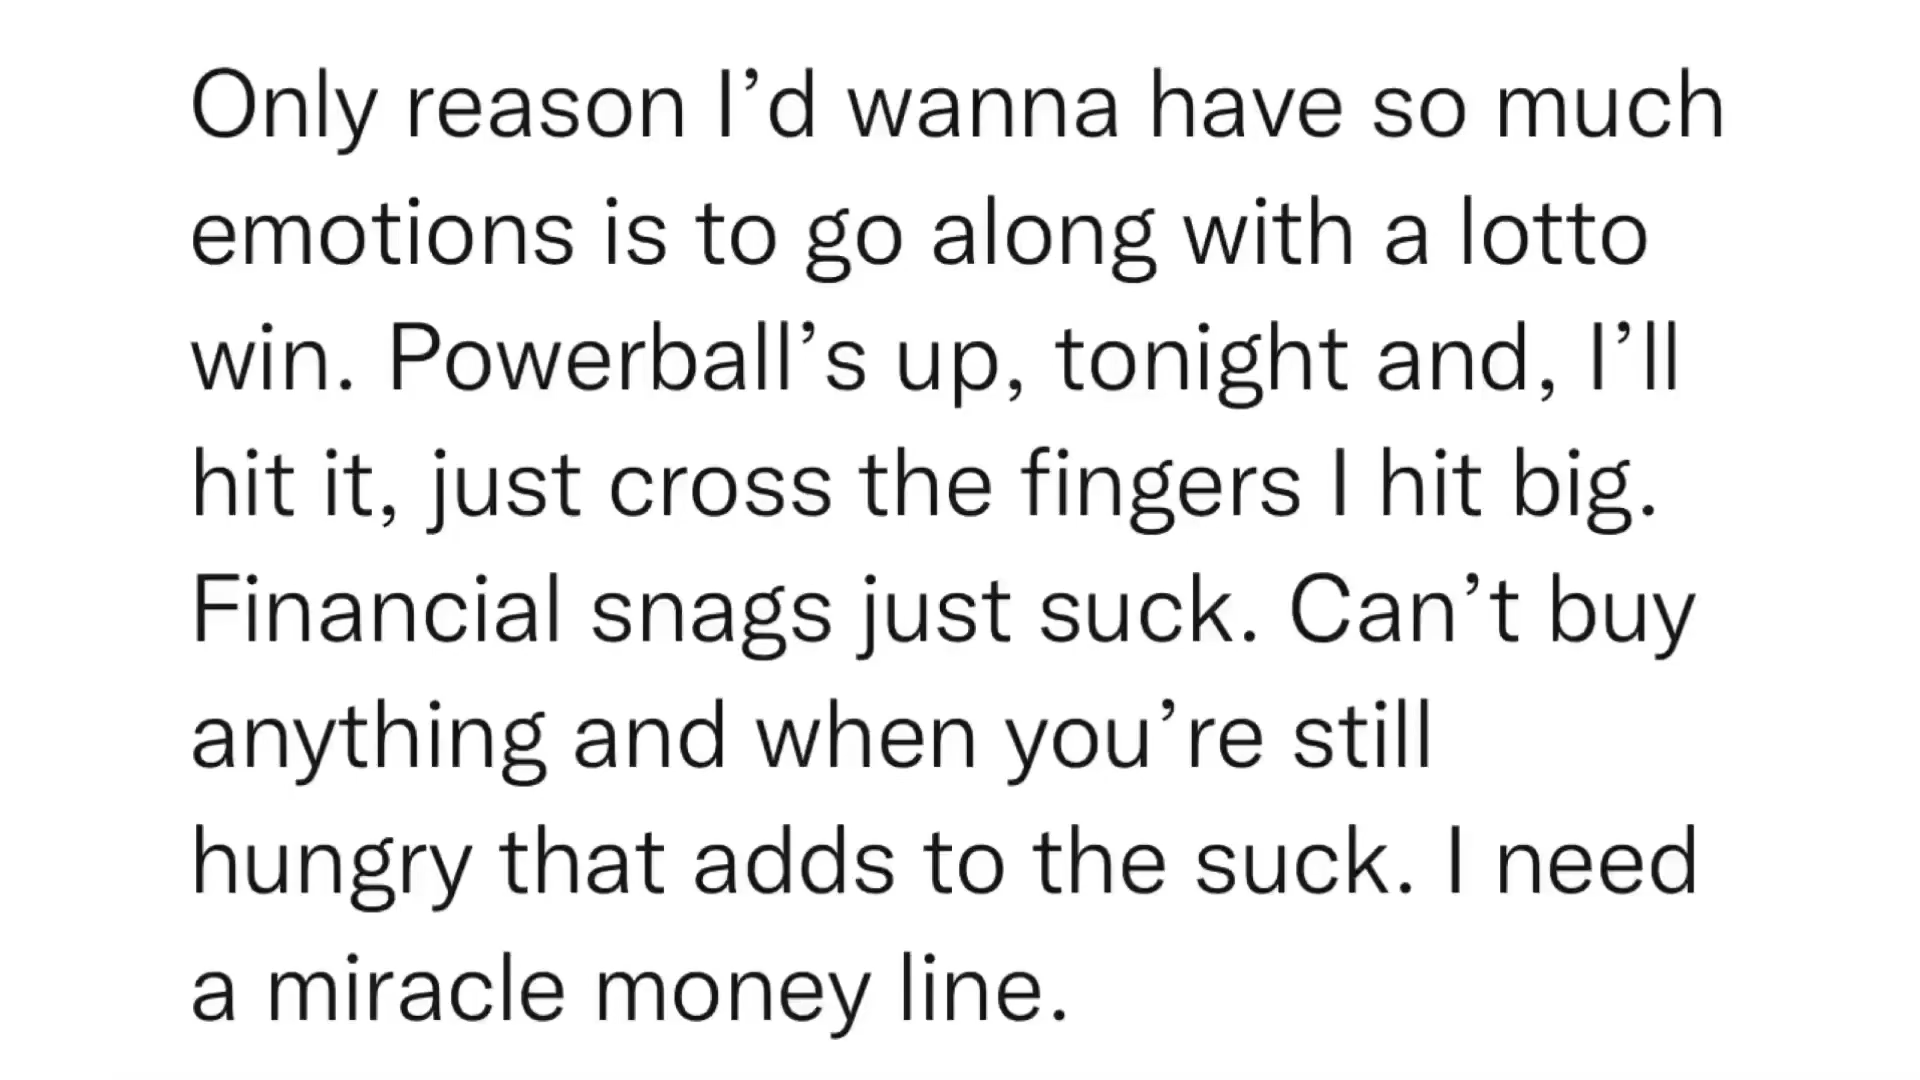 Only reason I’d wanna have so much
emotions is to go along with a lotto
win. Powerball’s up, tonight and, I’ll
hit it, just cross the fingers I hit big.
Financial snags just suck. Can’t buy
anything and when you’re still
hungry that adds to the suck. I need
a miracle money line.